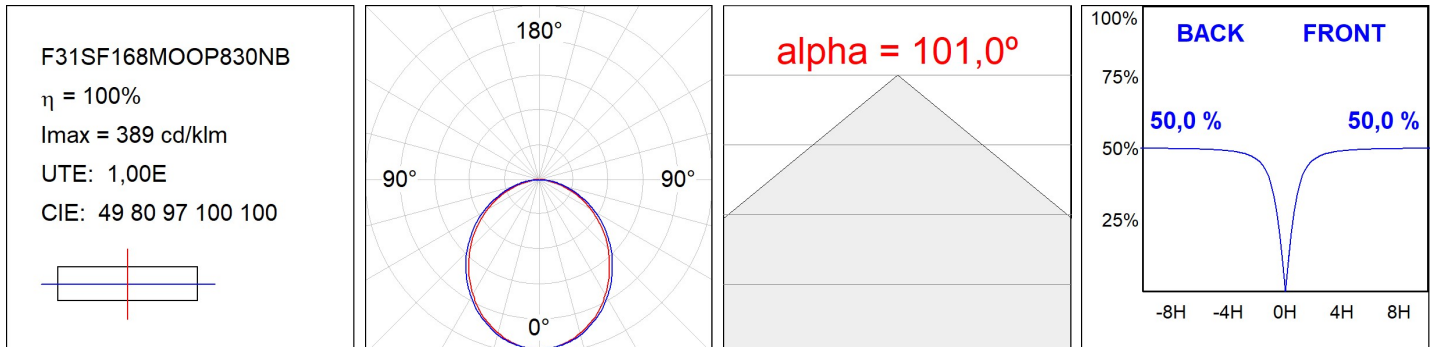 F31SF168MOOP830NB
η = 100%
Imax = 389 cd/klm
UTE: 1,00E
CIE: 49 80 97 100 100
180°
90° 90°
0°
alpha = 101,0º
100%
BACK FRONT
75%
50,0 % 50,0 %
50%
25%
-8H -4H 0H 4H 8H